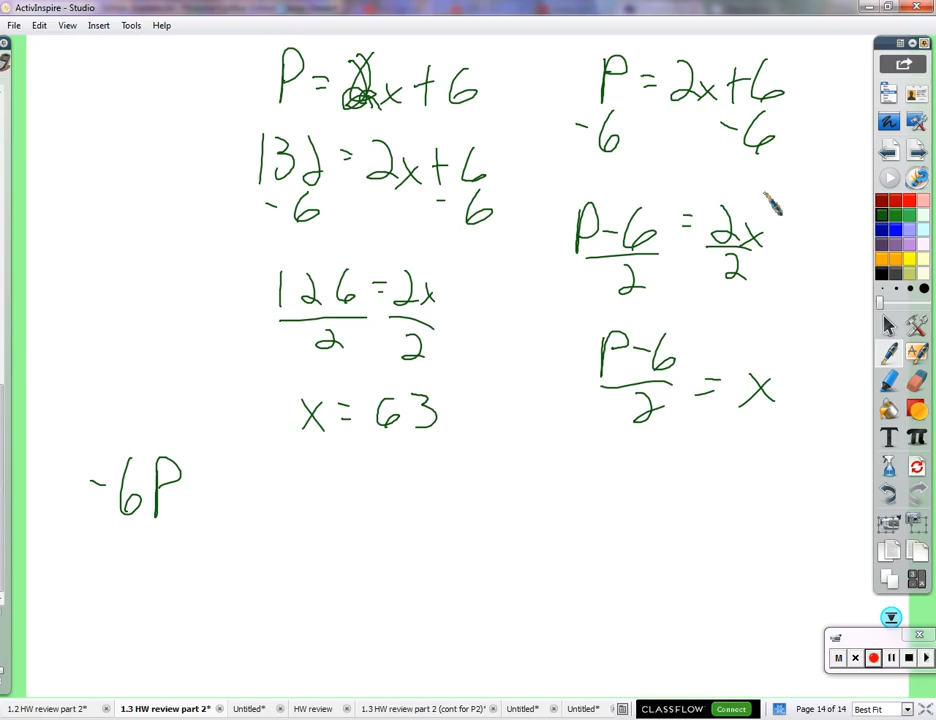 ActivInspire - Studio
File Edit View Insert Tools Help
P = 2x + 6
132 = 2x + 6
-6 -6
126 = 2x
2 2
x = 63
-6P
P = 2x + 6
-6 -6
P - 6 = 2x
2 2
P - 6
2 = x
1.2 HW review part 2* 1.3 HW review part 2* Untitled* HW review 1.3 HW review part 2 (cont for P2)* Untitled* Untitled* CLASSFLOW Connect Page 14 of 14 Best Fit